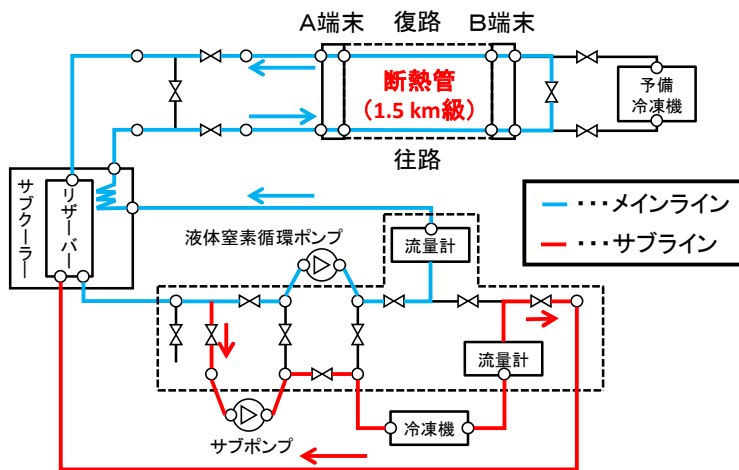 A端末
復路
B端末
断熱管
(1.5 km級)
予備
冷凍機
往路
サブクーラー
リザーバー
━ ･･･メインライン
━ ･･･サブライン
液体窒素循環ポンプ
流量計
流量計
冷凍機
サブポンプ